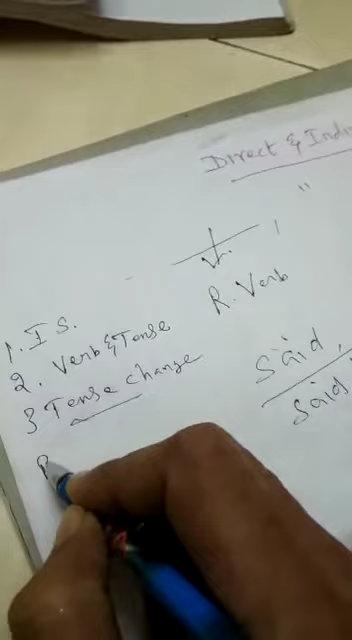 Direct & Indi
"
V.
R. Verb
1. I S.
2. Verb & Tense
3 Tense change
said,
said
P